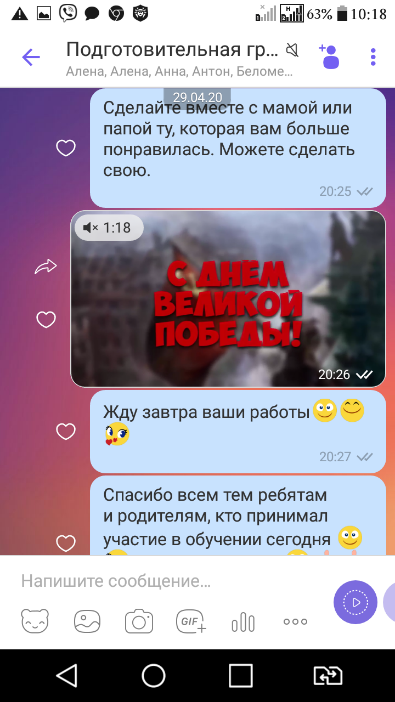 63% 10:18
Подготовительная гр...
Алена, Алена, Анна, Антон, Беломе...
29.04.20
Сделайте вместе с мамой или
папой ту, которая вам больше
понравилась. Можете сделать
свою.
20:25
1:18
С ДНЕМ
ВЕЛИКОЙ
ПОБЕДЫ!
20:26
Жду завтра ваши работы
20:27
Спасибо всем тем ребятам
и родителям, кто принимал
участие в обучении сегодня
Напишите сообщение...
GIF+